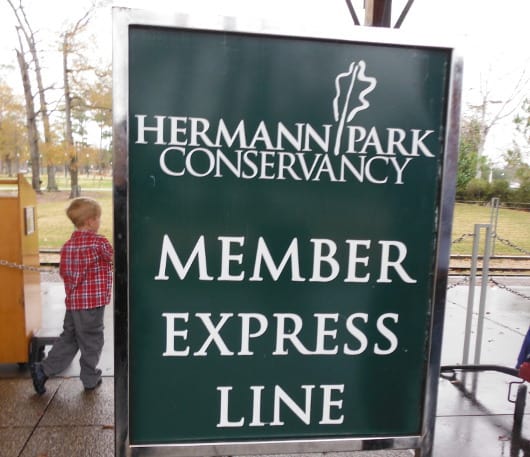 HERMANN PARK
CONSERVANCY
MEMBER
EXPRESS
LINE